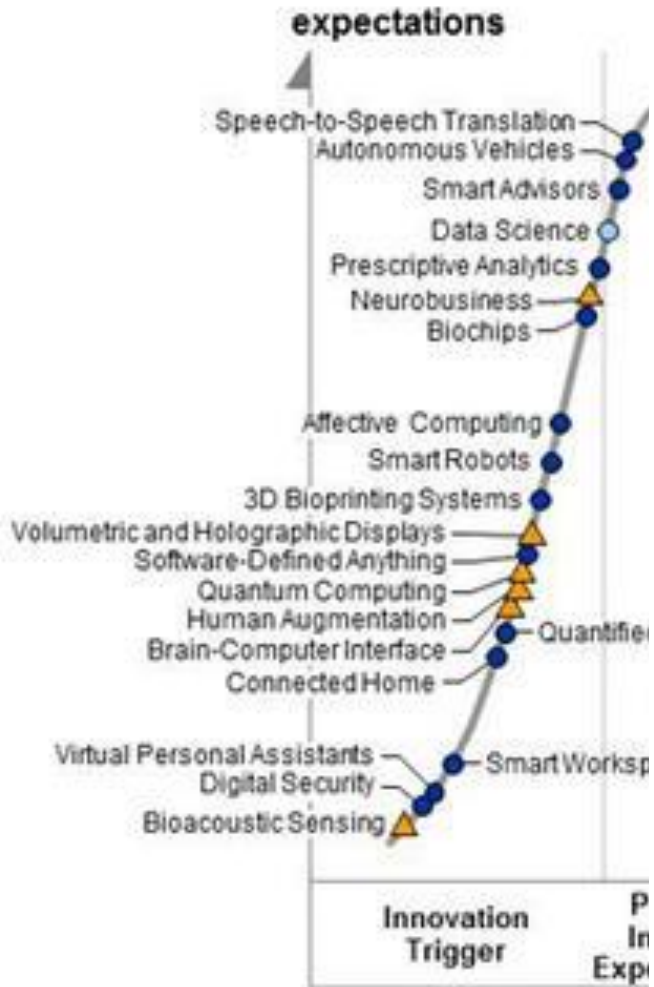 expectations
Speech-to-Speech Translation
Autonomous Vehicles
Smart Advisors
Data Science
Prescriptive Analytics
Neurobusiness
Biochips
Affective Computing
Smart Robots
3D Bioprinting Systems
Volumetric and Holographic Displays
Software-Defined Anything
Quantum Computing
Human Augmentation
Quantified
Brain-Computer Interface
Connected Home
Virtual Personal Assistants
Smart Worksp
Digital Security
Bioacoustic Sensing
Innovation
Trigger
P
In
Expe